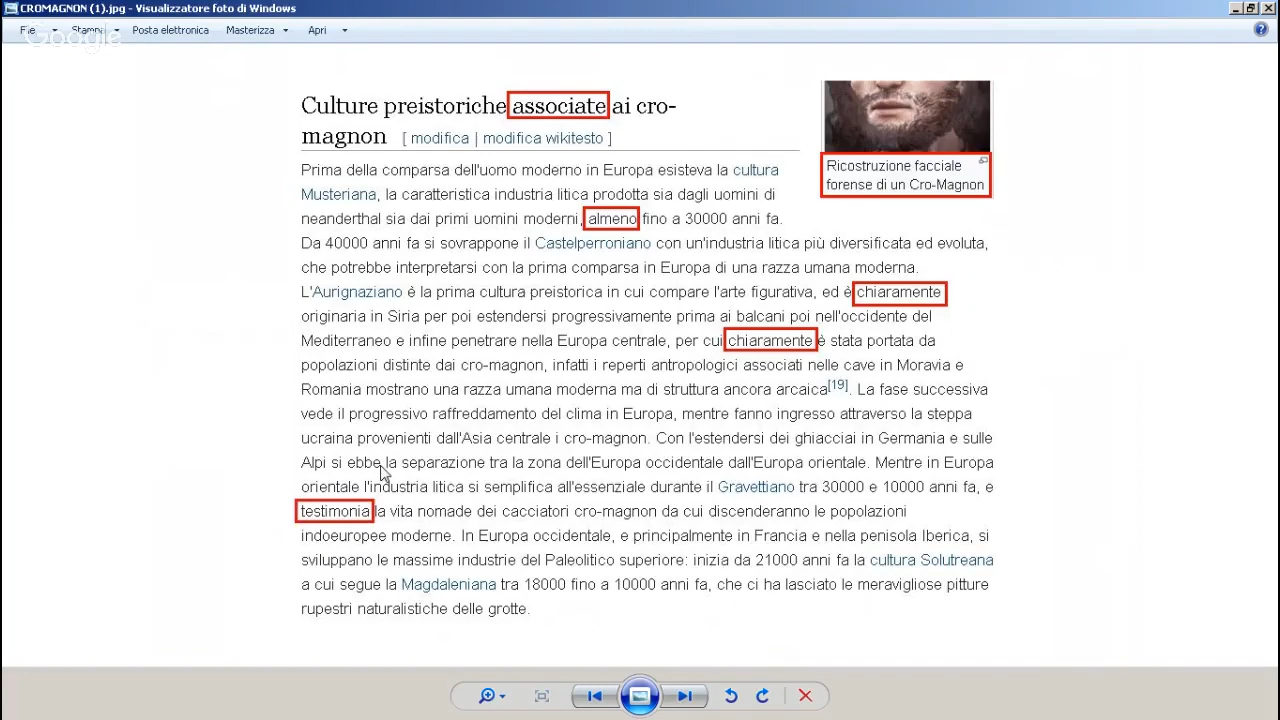 CROMAGNON (1).jpg - Visualizzatore foto di Windows
File Stampa Posta elettronica Masterizza Apri
Google
Culture preistoriche associate ai cro-
magnon [ modifica | modifica wikitesto ]
Ricostruzione facciale
forense di un Cro-Magnon
Prima della comparsa dell'uomo moderno in Europa esisteva la cultura
Musteriana, la caratteristica industria litica prodotta sia dagli uomini di
neanderthal sia dai primi uomini moderni, almeno fino a 30000 anni fa.
Da 40000 anni fa si sovrappone il Castelperroniano con un'industria litica più diversificata ed evoluta,
che potrebbe interpretarsi con la prima comparsa in Europa di una razza umana moderna.
L'Aurignaziano è la prima cultura preistorica in cui compare l'arte figurativa, ed è chiaramente
originaria in Siria per poi estendersi progressivamente prima ai balcani poi nell'occidente del
Mediterraneo e infine penetrare nella Europa centrale, per cui chiaramente è stata portata da
popolazioni distinte dai cro-magnon, infatti i reperti antropologici associati nelle cave in Moravia e
Romania mostrano una razza umana moderna ma di struttura ancora arcaica[19]. La fase successiva
vede il progressivo raffreddamento del clima in Europa, mentre fanno ingresso attraverso la steppa
ucraina provenienti dall'Asia centrale i cro-magnon. Con l'estendersi dei ghiacciai in Germania e sulle
Alpi si ebbe la separazione tra la zona dell'Europa occidentale dall'Europa orientale. Mentre in Europa
orientale l'industria litica si semplifica all'essenziale durante il Gravettiano tra 30000 e 10000 anni fa, e
testimonia la vita nomade dei cacciatori cro-magnon da cui discenderanno le popolazioni
indoeuropee moderne. In Europa occidentale, e principalmente in Francia e nella penisola Iberica, si
sviluppano le massime industrie del Paleolitico superiore: inizia da 21000 anni fa la cultura Solutreana
a cui segue la Magdaleniana tra 18000 fino a 10000 anni fa, che ci ha lasciato le meravigliose pitture
rupestri naturalistiche delle grotte.